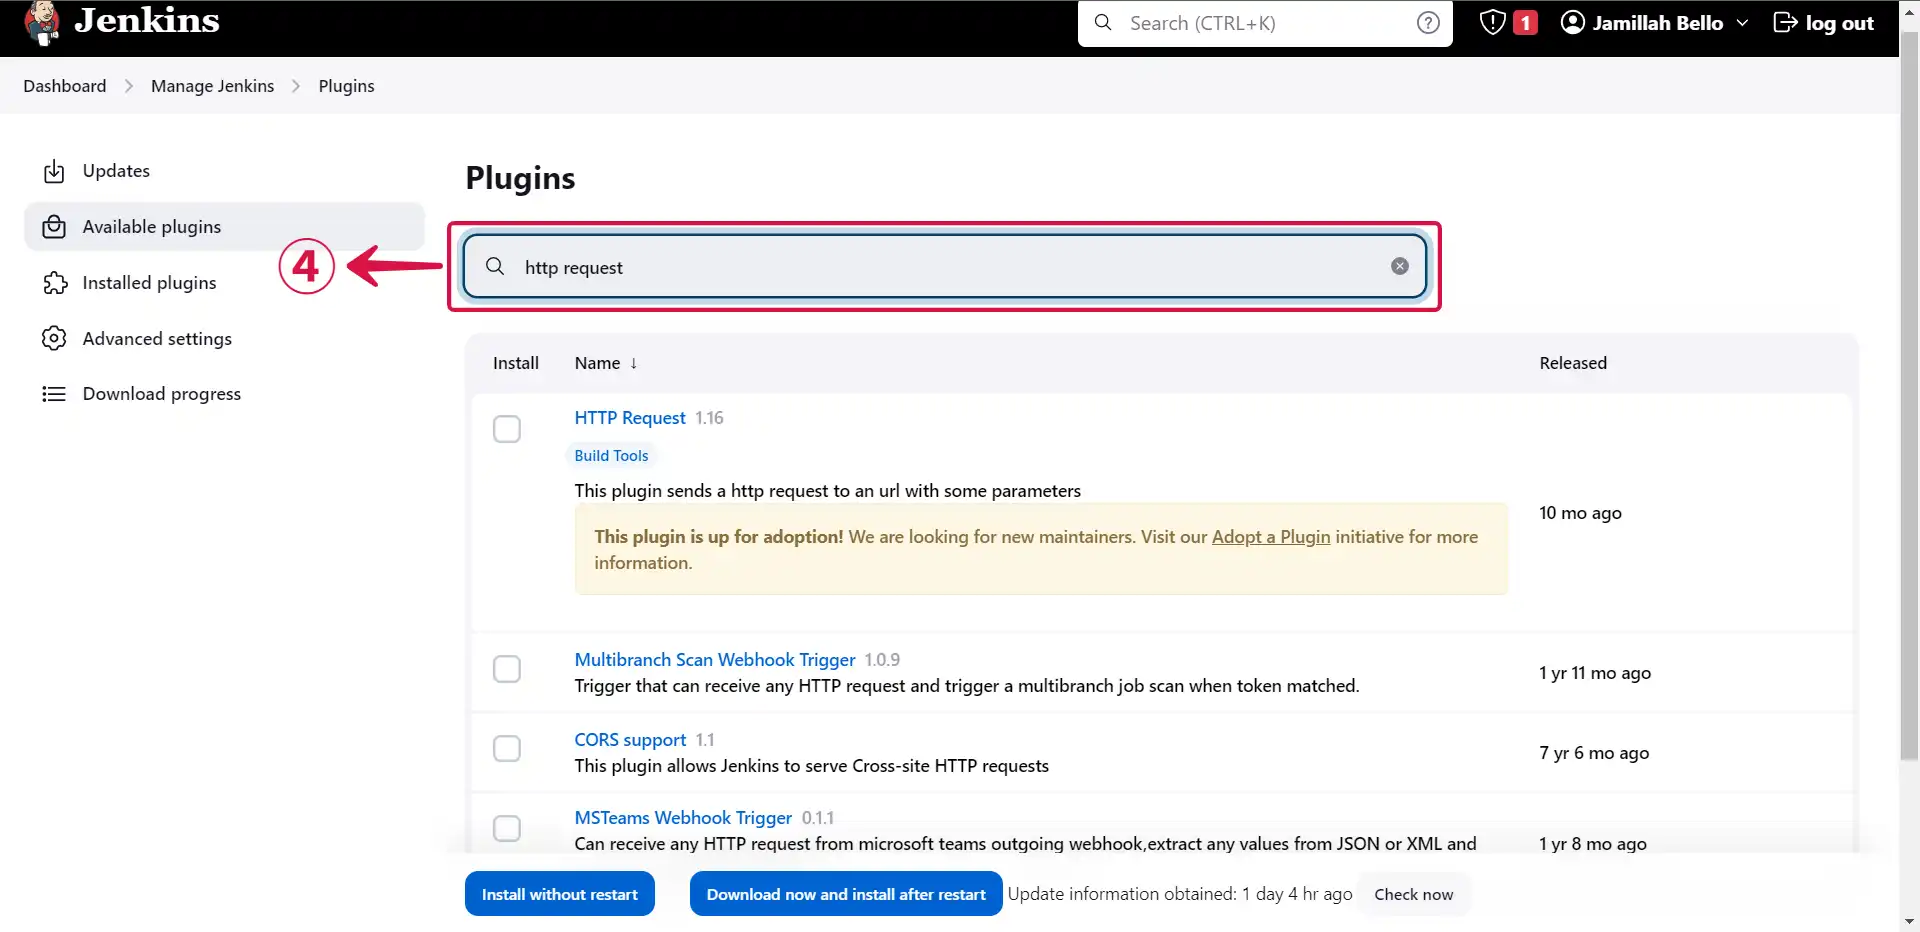 Jenkins
Search (CTRL+K)
1
Jamillah Bello
log out
Dashboard
Manage Jenkins
Plugins
Updates
Available plugins
Installed plugins
Advanced settings
Download progress
Plugins
4
http request
Install
Name ↓
Released
HTTP Request 1.16
Build Tools
This plugin sends a http request to an url with some parameters
This plugin is up for adoption! We are looking for new maintainers. Visit our Adopt a Plugin initiative for more
information.
10 mo ago
Multibranch Scan Webhook Trigger 1.0.9
Trigger that can receive any HTTP request and trigger a multibranch job scan when token matched.
1 yr 11 mo ago
CORS support 1.1
This plugin allows Jenkins to serve Cross-site HTTP requests
7 yr 6 mo ago
MSTeams Webhook Trigger 0.1.1
Can receive any HTTP request from microsoft teams outgoing webhook,extract any values from JSON or XML and
1 yr 8 mo ago
Install without restart
Download now and install after restart
Update information obtained: 1 day 4 hr ago
Check now